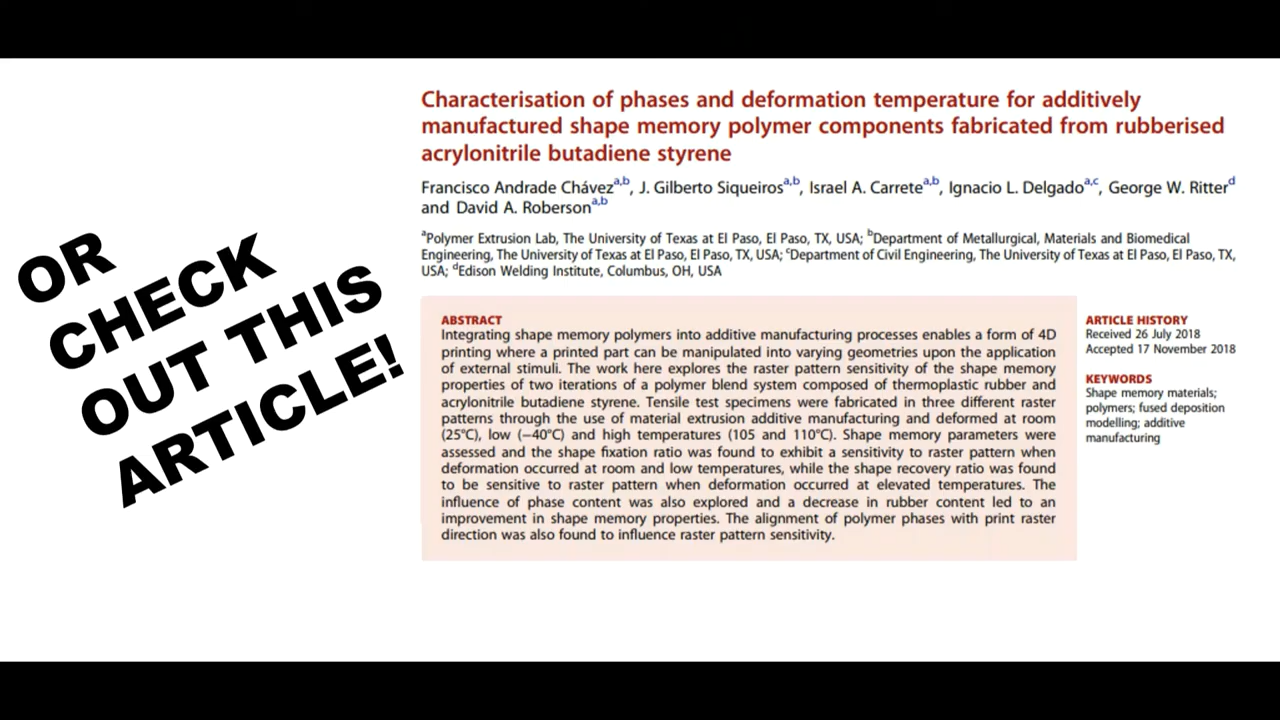 OR
CHECK
OUT THIS
ARTICLE!
Characterisation of phases and deformation temperature for additively
manufactured shape memory polymer components fabricated from rubberised
acrylonitrile butadiene styrene
Francisco Andrade Chávez^a,b, J. Gilberto Siqueiros^a,b, Israel A. Carrete^a,b, Ignacio L. Delgado^a,c, George W. Ritter^d
and David A. Roberson^a,b
^aPolymer Extrusion Lab, The University of Texas at El Paso, El Paso, TX, USA; ^bDepartment of Metallurgical, Materials and Biomedical
Engineering, The University of Texas at El Paso, El Paso, TX, USA; ^cDepartment of Civil Engineering, The University of Texas at El Paso, El Paso, TX,
USA; ^dEdison Welding Institute, Columbus, OH, USA
ABSTRACT
Integrating shape memory polymers into additive manufacturing processes enables a form of 4D
printing where a printed part can be manipulated into varying geometries upon the application
of external stimuli. The work here explores the raster pattern sensitivity of the shape memory
properties of two iterations of a polymer blend system composed of thermoplastic rubber and
acrylonitrile butadiene styrene. Tensile test specimens were fabricated in three different raster
patterns through the use of material extrusion additive manufacturing and deformed at room
(25°C), low (−40°C) and high temperatures (105 and 110°C). Shape memory parameters were
assessed and the shape fixation ratio was found to exhibit a sensitivity to raster pattern when
deformation occurred at room and low temperatures, while the shape recovery ratio was found
to be sensitive to raster pattern when deformation occurred at elevated temperatures. The
influence of phase content was also explored and a decrease in rubber content led to an
improvement in shape memory properties. The alignment of polymer phases with print raster
direction was also found to influence raster pattern sensitivity.
ARTICLE HISTORY
Received 26 July 2018
Accepted 17 November 2018
KEYWORDS
Shape memory materials;
polymers; fused deposition
modelling; additive
manufacturing